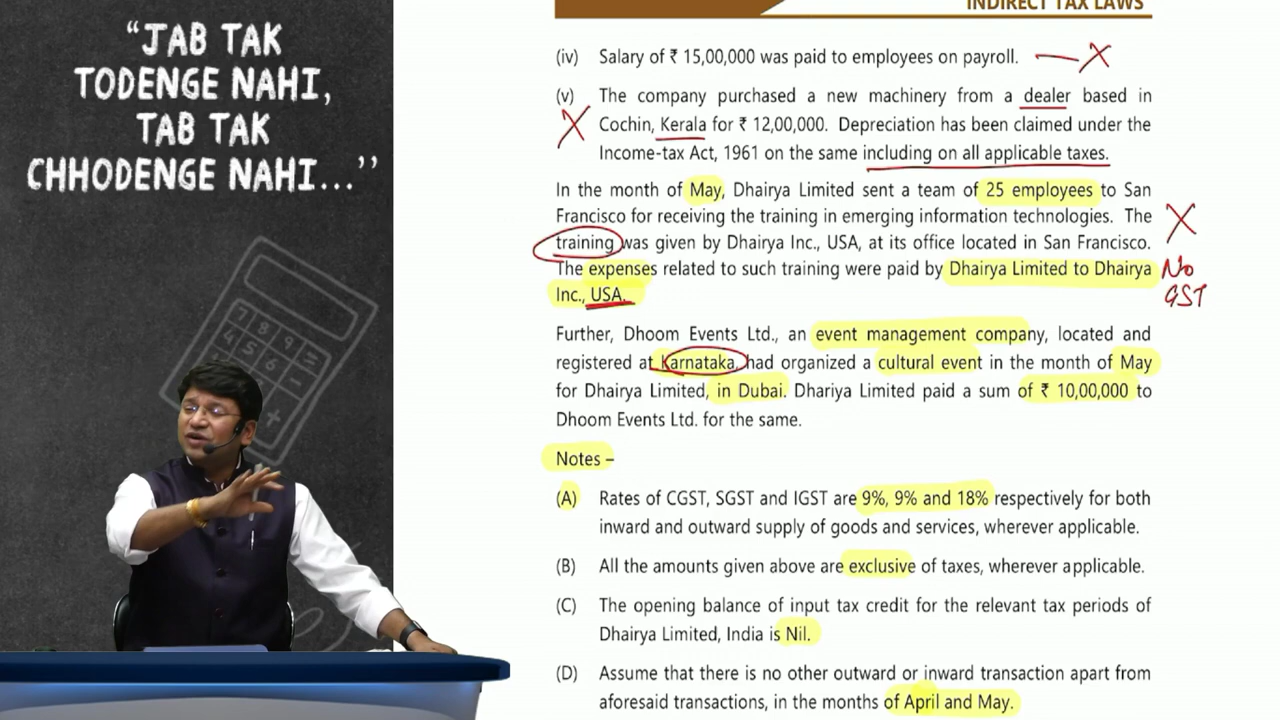 “JAB TAK
TODENGE NAHI,
TAB TAK
CHHODENGE NAHI...’’
INDIRECT TAX LAWS
(iv) Salary of ₹ 15,00,000 was paid to employees on payroll. — X
(v) The company purchased a new machinery from a dealer based in
X Cochin, Kerala for ₹ 12,00,000. Depreciation has been claimed under the
Income-tax Act, 1961 on the same including on all applicable taxes.
In the month of May, Dhairya Limited sent a team of 25 employees to San
Francisco for receiving the training in emerging information technologies. The X
training was given by Dhairya Inc., USA, at its office located in San Francisco.
The expenses related to such training were paid by Dhairya Limited to Dhairya No
Inc., USA. GST
Further, Dhoom Events Ltd., an event management company, located and
registered at Karnataka, had organized a cultural event in the month of May
for Dhairya Limited, in Dubai. Dhariya Limited paid a sum of ₹ 10,00,000 to
Dhoom Events Ltd. for the same.
Notes –
(A) Rates of CGST, SGST and IGST are 9%, 9% and 18% respectively for both
inward and outward supply of goods and services, wherever applicable.
(B) All the amounts given above are exclusive of taxes, wherever applicable.
(C) The opening balance of input tax credit for the relevant tax periods of
Dhairya Limited, India is Nil.
(D) Assume that there is no other outward or inward transaction apart from
aforesaid transactions, in the months of April and May.
7 8 9 ÷
4 5 6 -
+